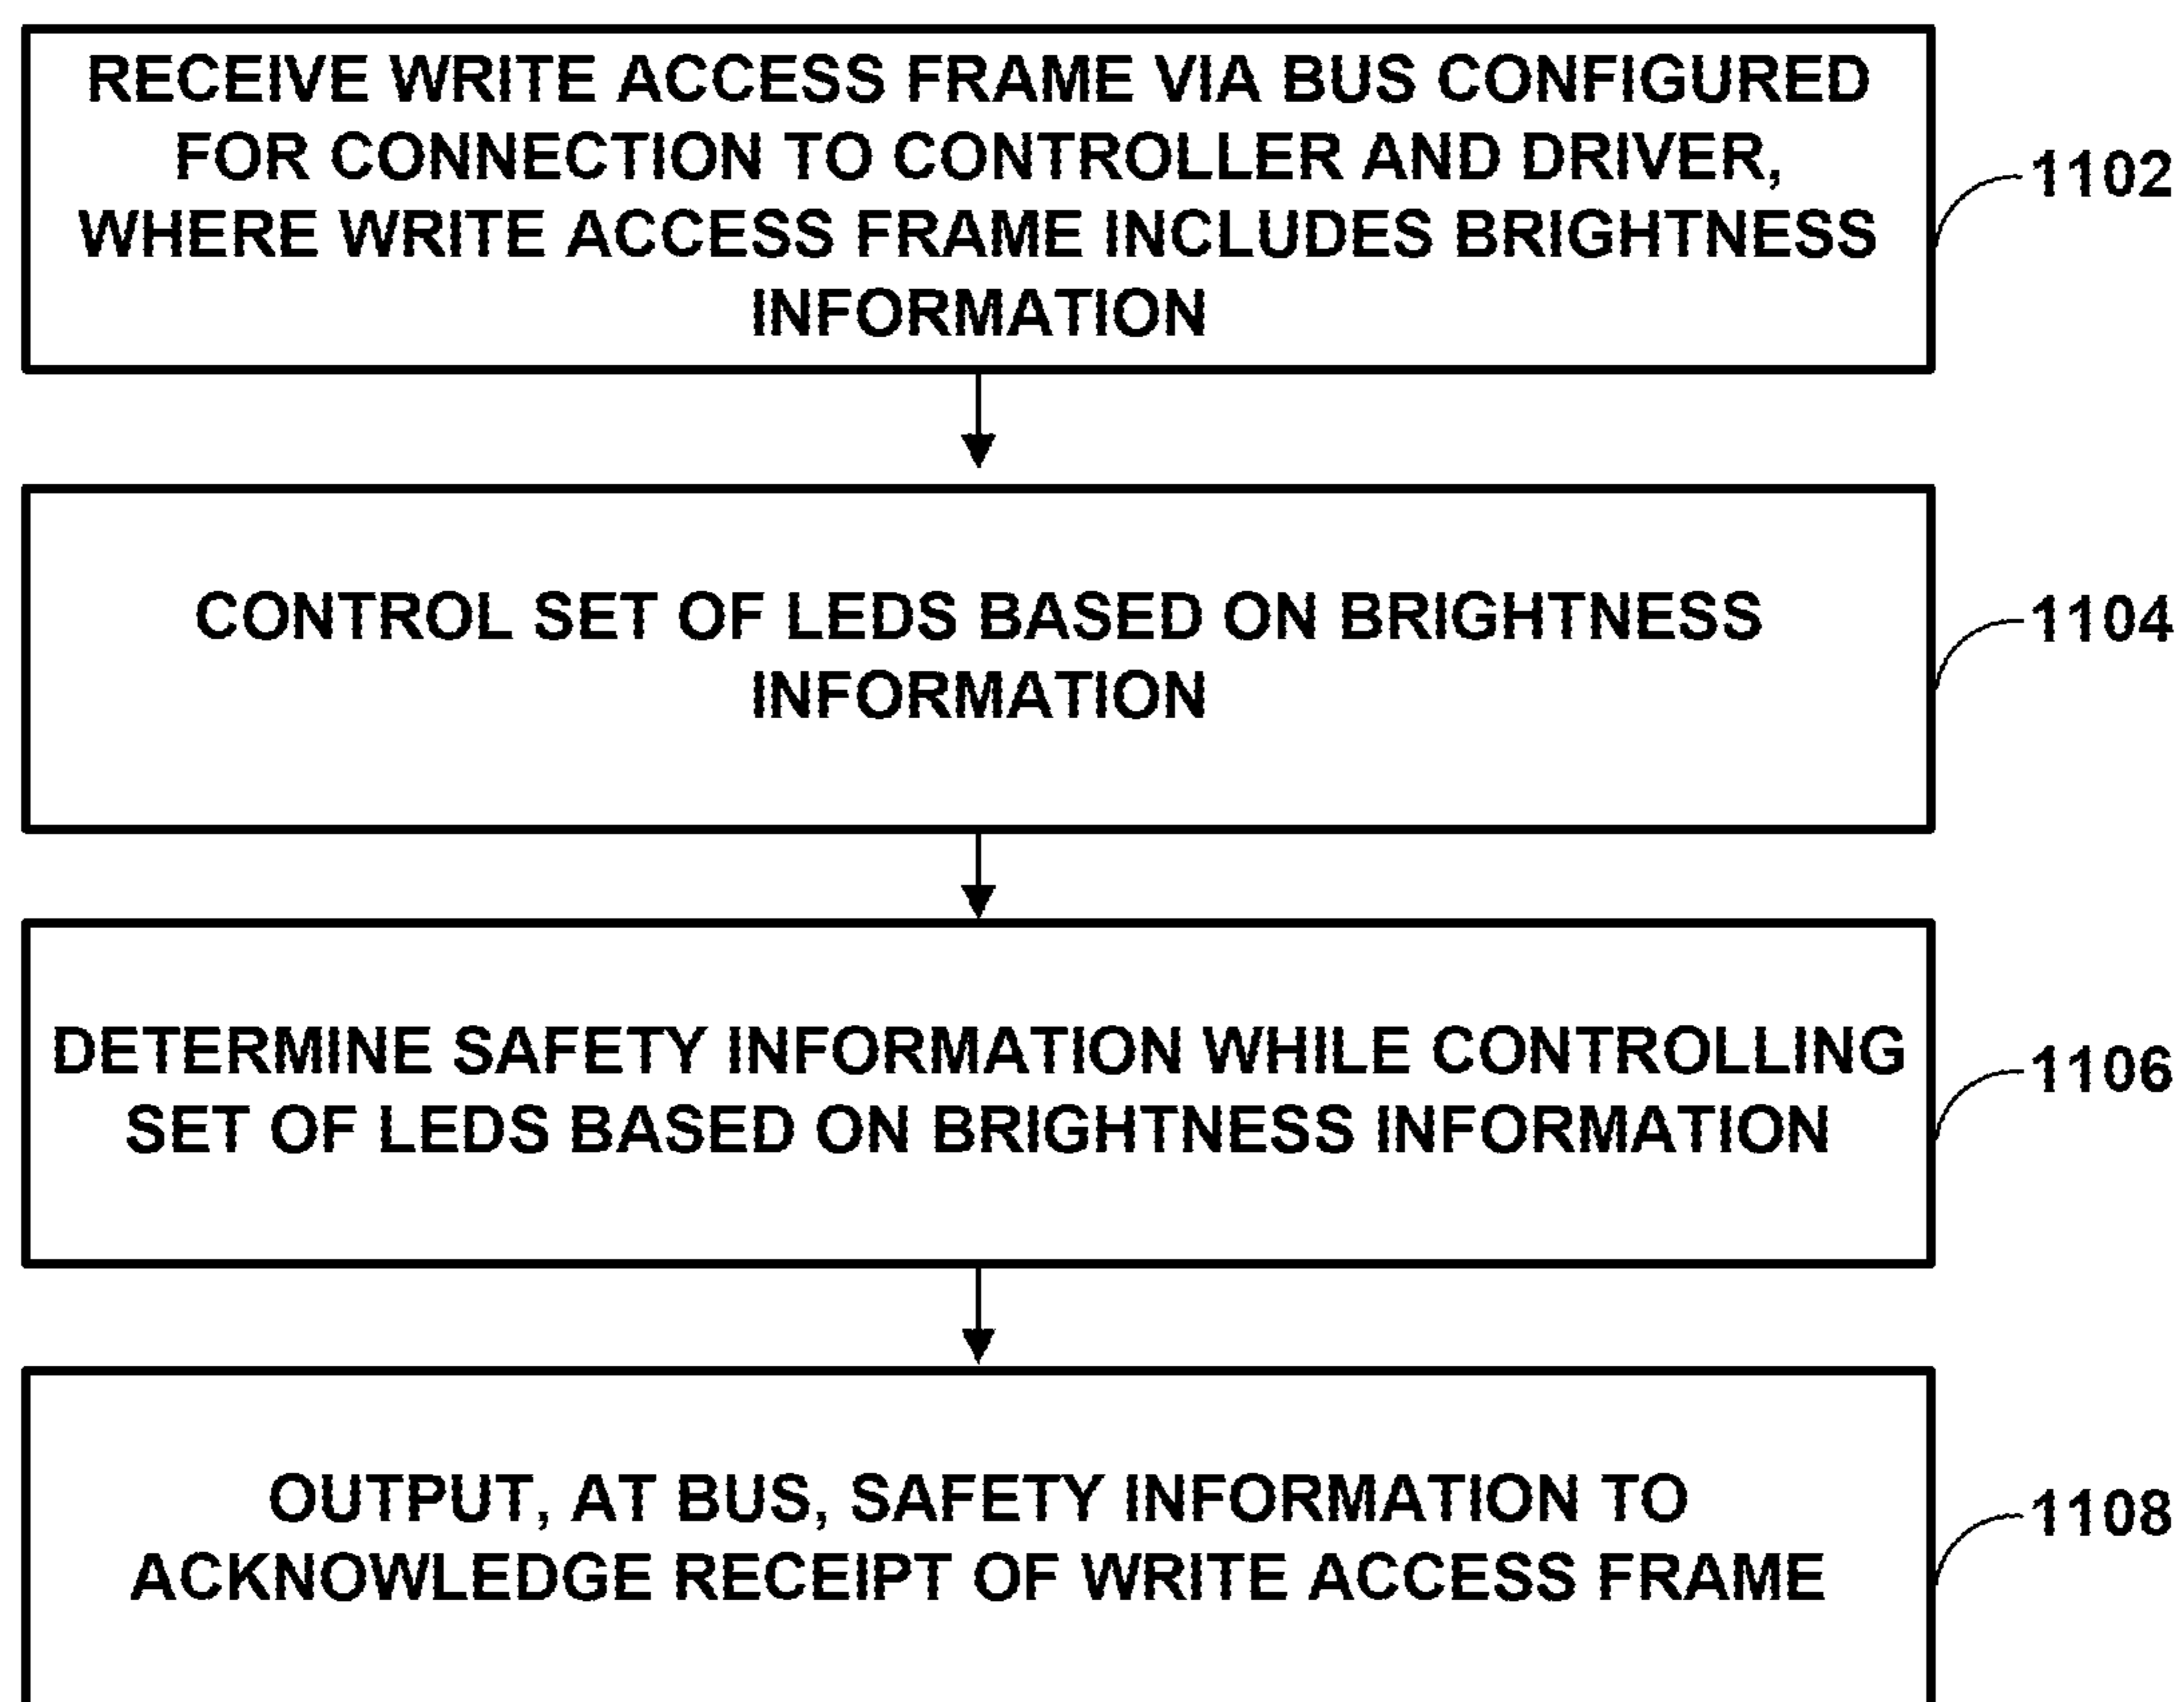 RECEIVE WRITE ACCESS FRAME VIA BUS CONFIGURED
FOR CONNECTION TO CONTROLLER AND DRIVER,
WHERE WRITE ACCESS FRAME INCLUDES BRIGHTNESS
INFORMATION
1102
CONTROL SET OF LEDS BASED ON BRIGHTNESS
INFORMATION
1104
DETERMINE SAFETY INFORMATION WHILE CONTROLLING
SET OF LEDS BASED ON BRIGHTNESS INFORMATION
1106
OUTPUT, AT BUS, SAFETY INFORMATION TO
ACKNOWLEDGE RECEIPT OF WRITE ACCESS FRAME
1108